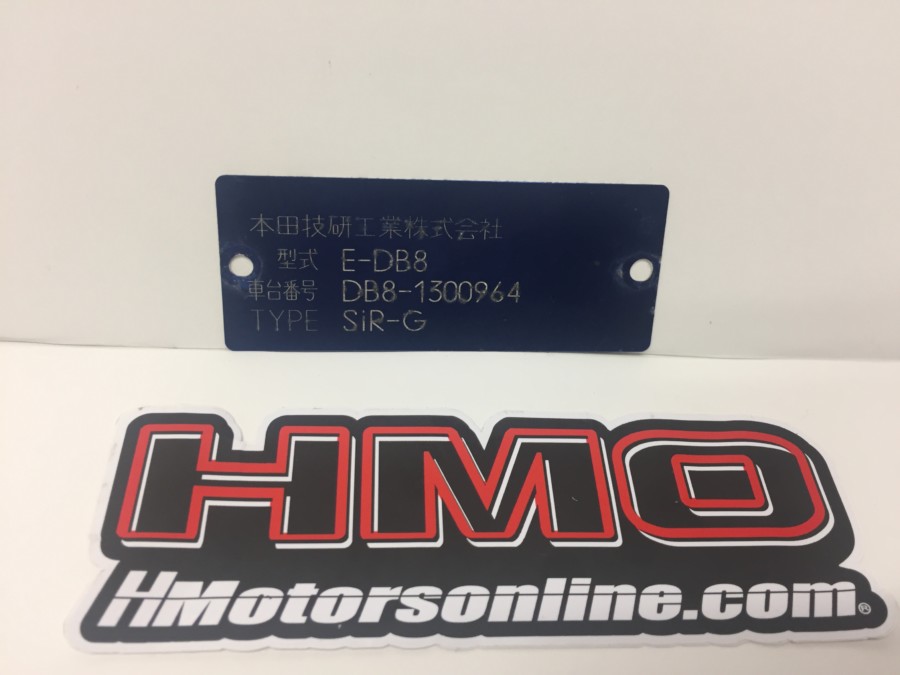 本田技研工業株式会社
型式 E-DB8
車台番号 DB8-1300964
TYPE SiR-G
HMO
HMotorsonline.com®